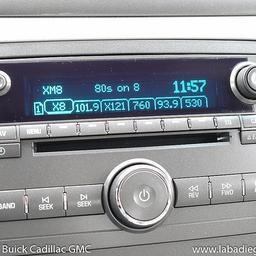 XM8 80s on 8 11:57
1 X8 101.9 X121 760 93.9 530
MENU
BAND SEEK SEEK REV FWD
Buick Cadillac GMC www.labadie